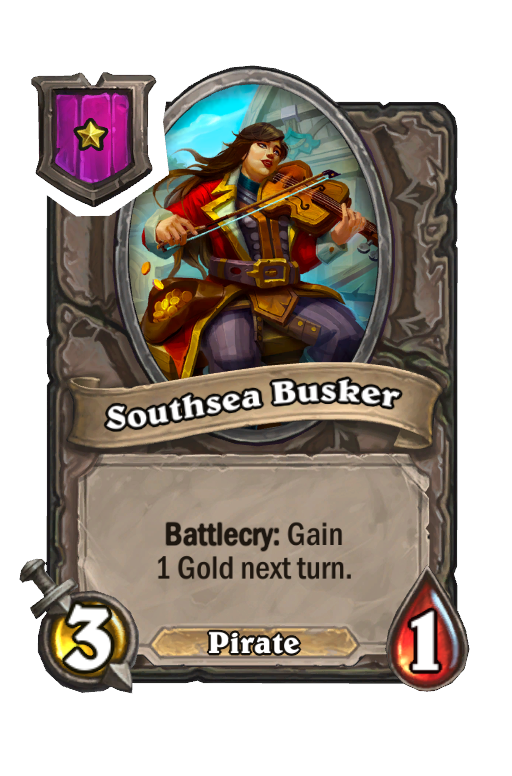 Southsea Busker
Battlecry: Gain
1 Gold next turn.
3
Pirate
1